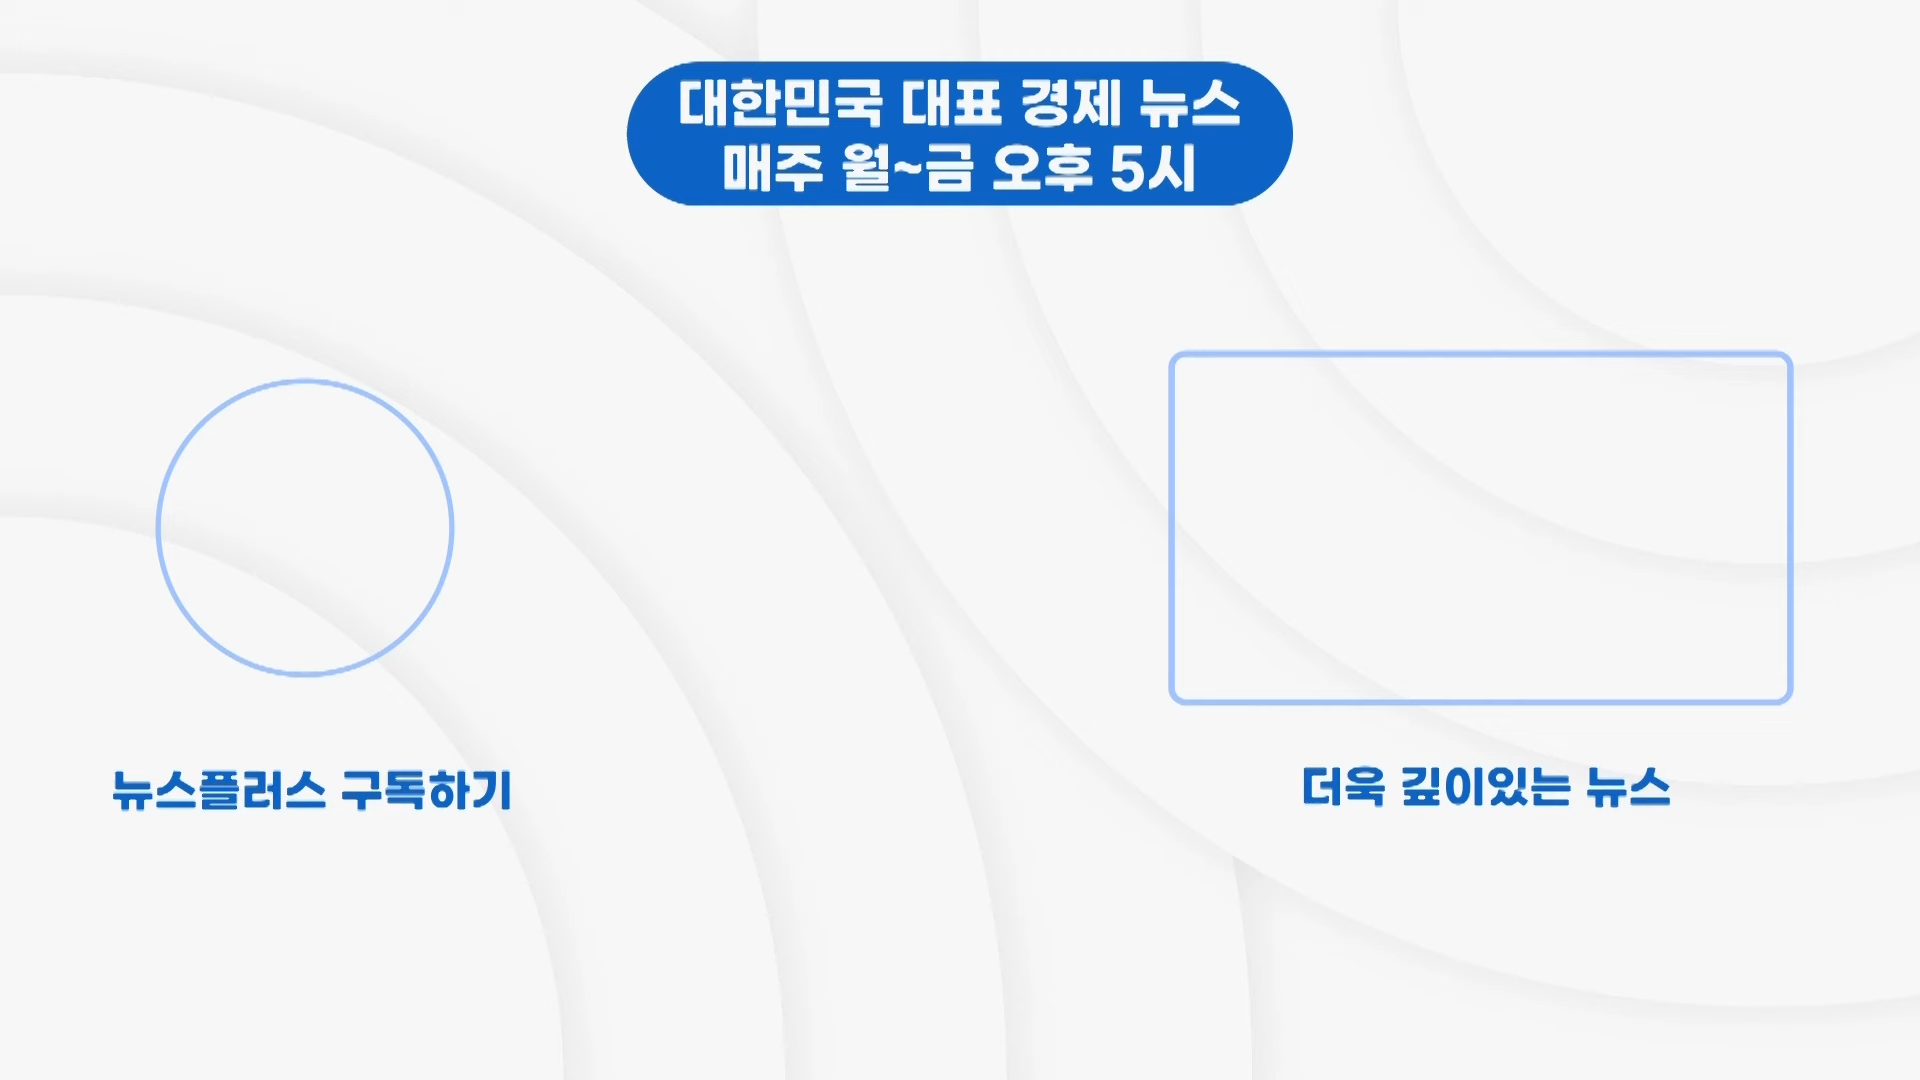 대한민국 대표 경제 뉴스
매주 월~금 오후 5시
뉴스플러스 구독하기
더욱 깊이있는 뉴스